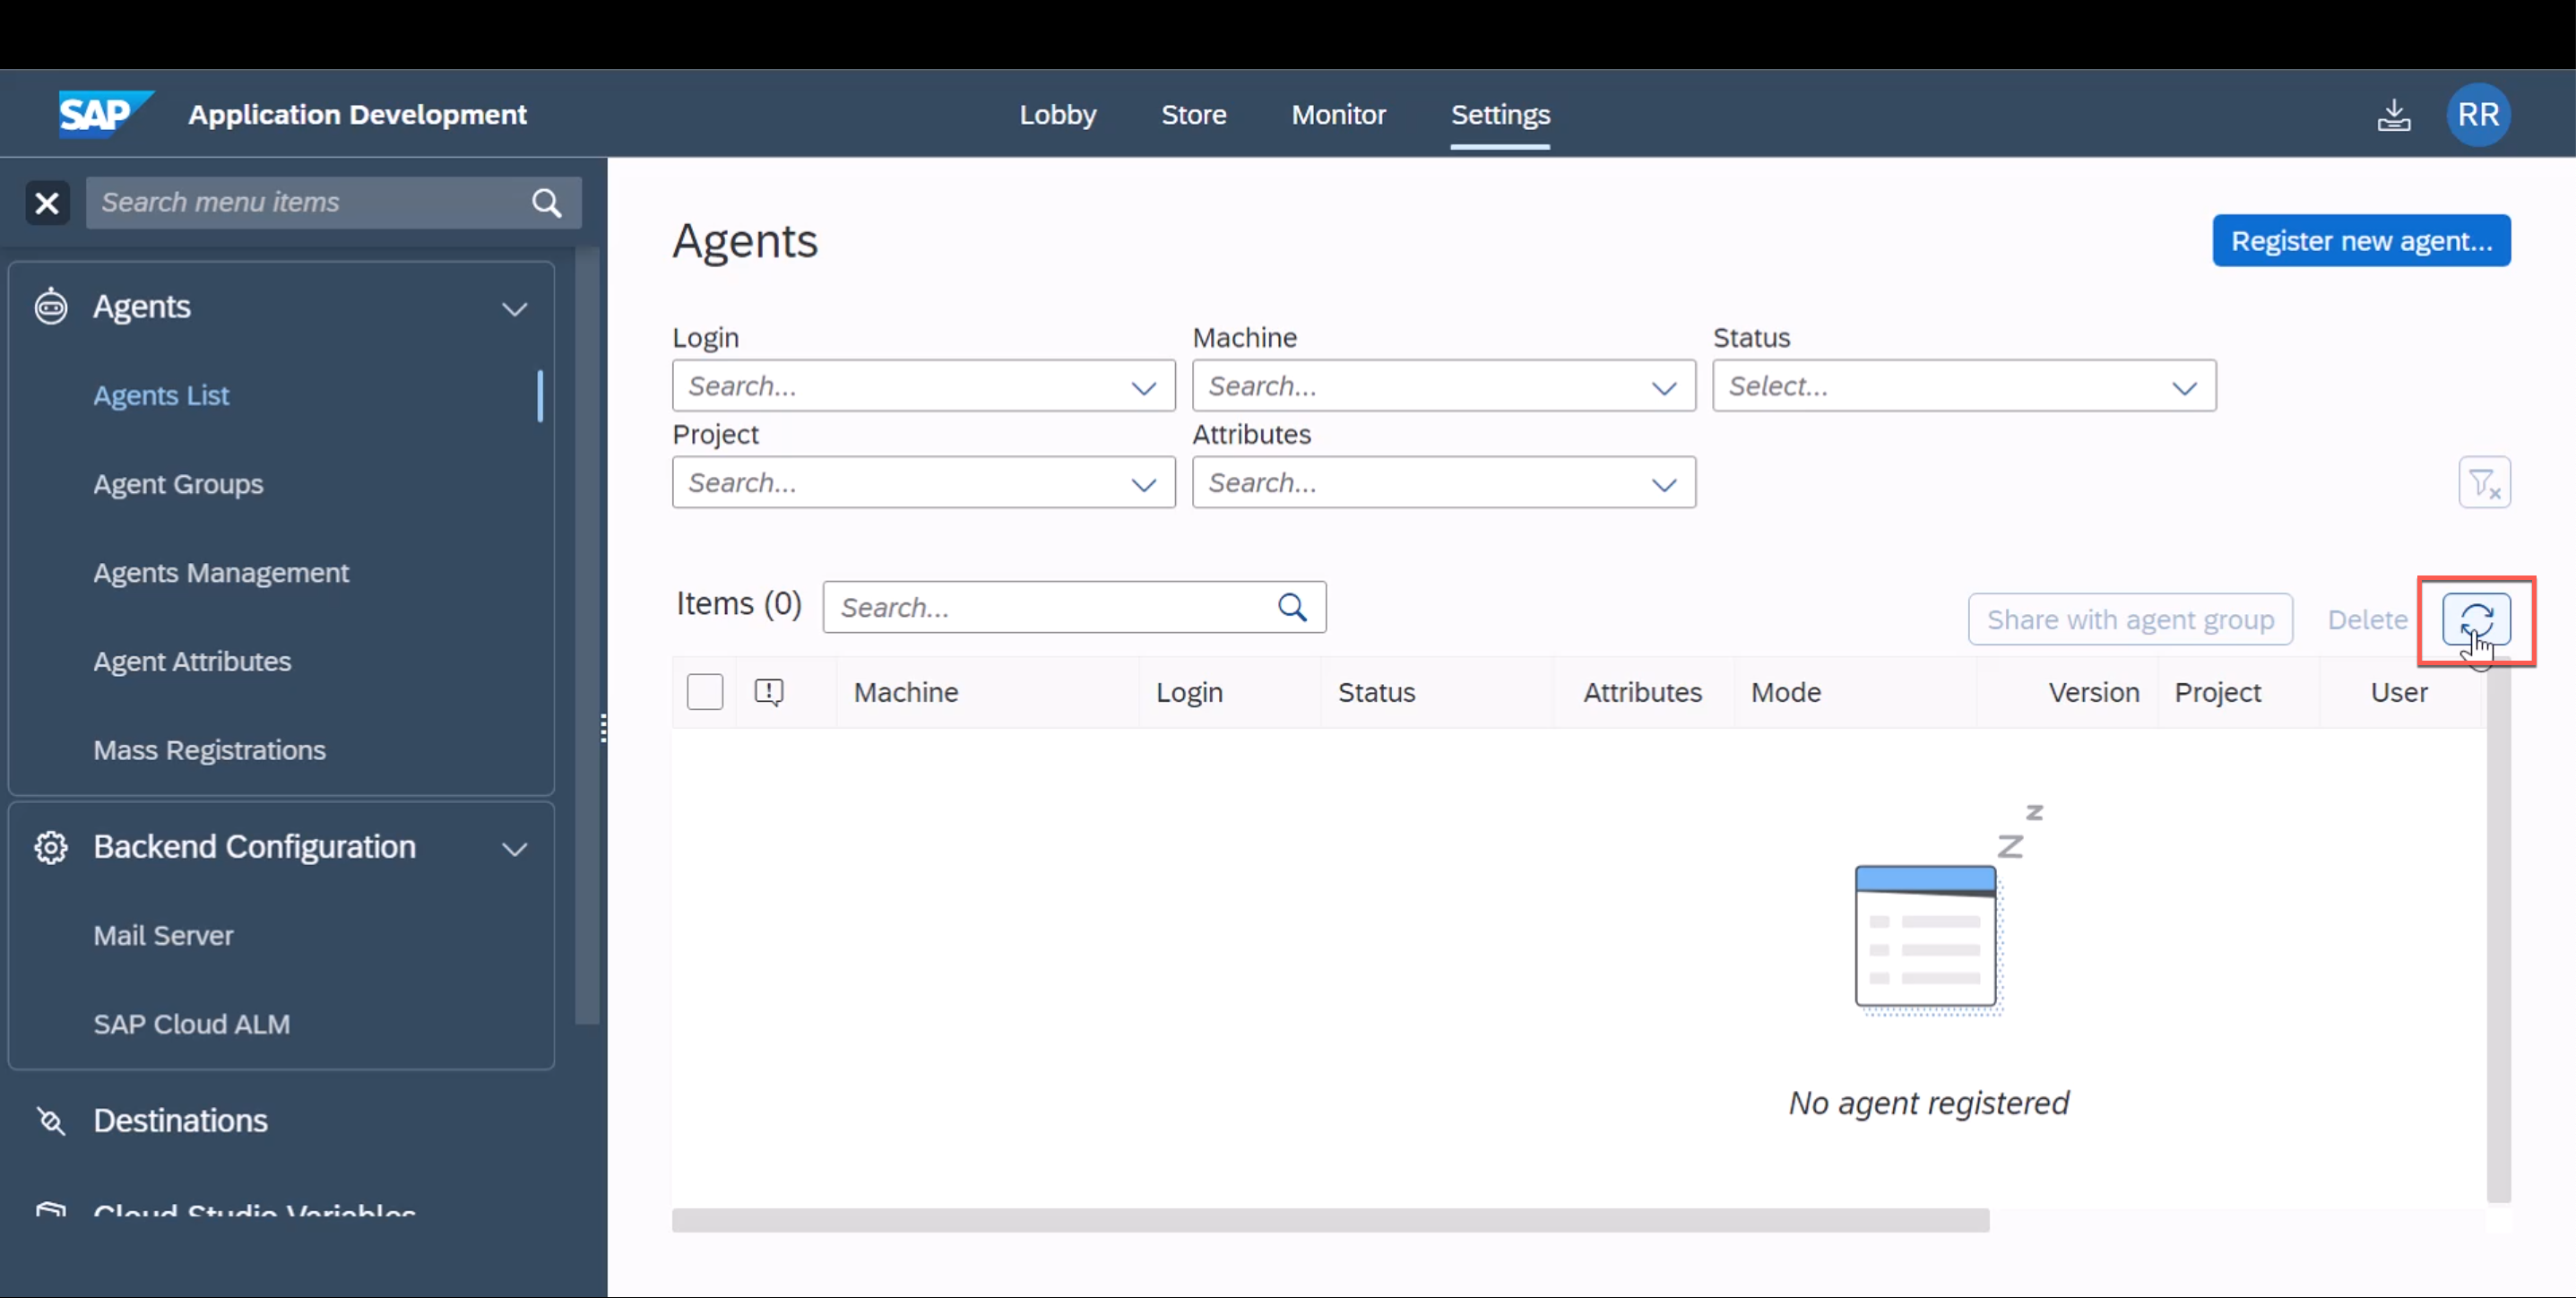 SAP Application Development Lobby Store Monitor Settings RR
Search menu items
Agents
Agents List
Agent Groups
Agents Management
Agent Attributes
Mass Registrations
Backend Configuration
Mail Server
SAP Cloud ALM
Destinations
Cloud Studio Variables
Agents Register new agent...
Login Machine Status
Search... Search... Select...
Project Attributes
Search... Search...
Items (0) Search... Share with agent group Delete
Machine Login Status Attributes Mode Version Project User
z
Z
No agent registered